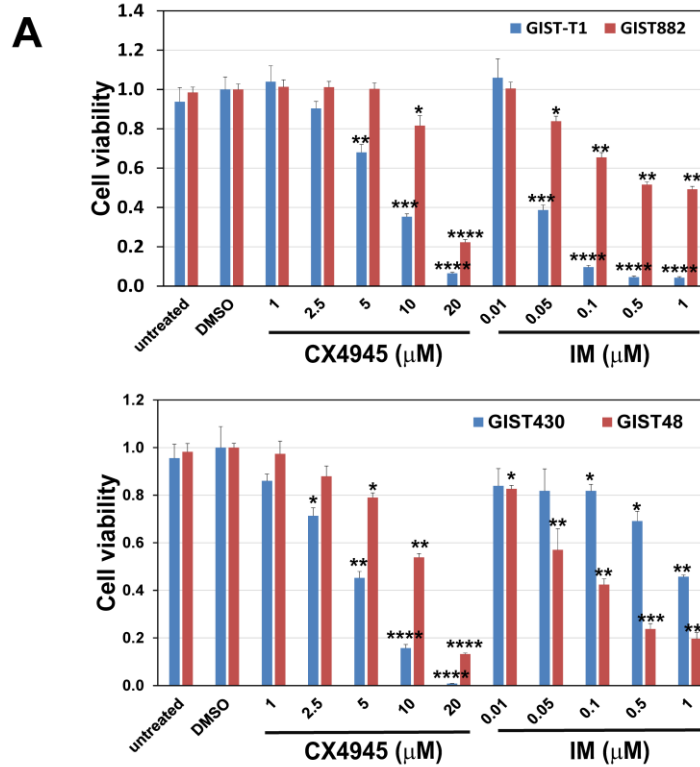 A
GIST-T1 GIST882
Cell viability
1.4
1.2
1.0
0.8
0.6
0.4
0.2
0.0
** *** **** * **** *** **** **** **** * ** ** **
untreated DMSO 1 2.5 5 10 20 0.01 0.05 0.1 0.5 1
CX4945 (μM) IM (μM)
GIST430 GIST48
Cell viability
1.2
1.0
0.8
0.6
0.4
0.2
0.0
* ** **** **** * ** **** * * ** * ** ** *** **
untreated DMSO 1 2.5 5 10 20 0.01 0.05 0.1 0.5 1
CX4945 (μM) IM (μM)